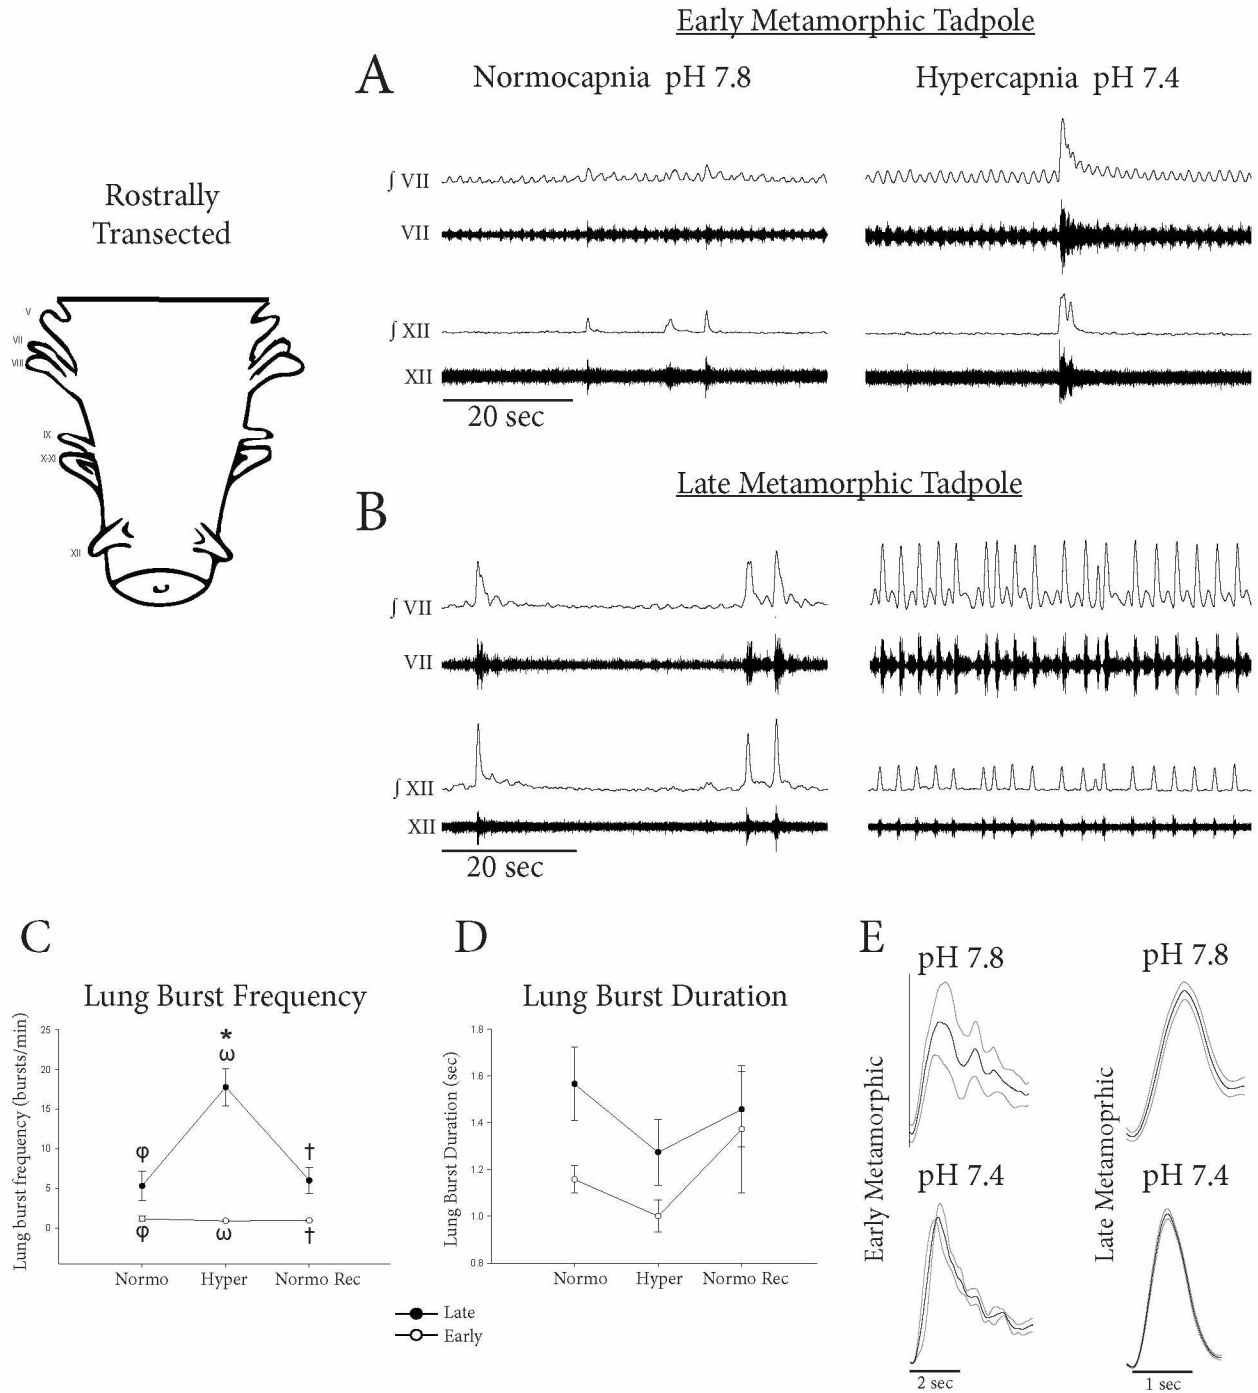 Early Metamorphic Tadpole
A
Normocapnia pH 7.8
Hypercapnia pH 7.4
Rostrally
Transected
V
VII
VIII
IX
X-XI
XII
∫ VII
VII
∫ XII
XII
20 sec
Late Metamorphic Tadpole
B
∫ VII
VII
∫ XII
XII
20 sec
C
Lung Burst Frequency
Lung burst frequency (bursts/min)
25
20
15
10
5
0
*
ω
φ
†
φ
ω
†
Normo
Hyper
Normo Rec
D
Lung Burst Duration
Lung Burst Duration (sec)
1.8
1.6
1.4
1.2
1.0
0.8
Normo
Hyper
Normo Rec
Late
Early
E
pH 7.8
pH 7.8
Early Metamorphic
Late Metamoprhic
pH 7.4
pH 7.4
2 sec
1 sec